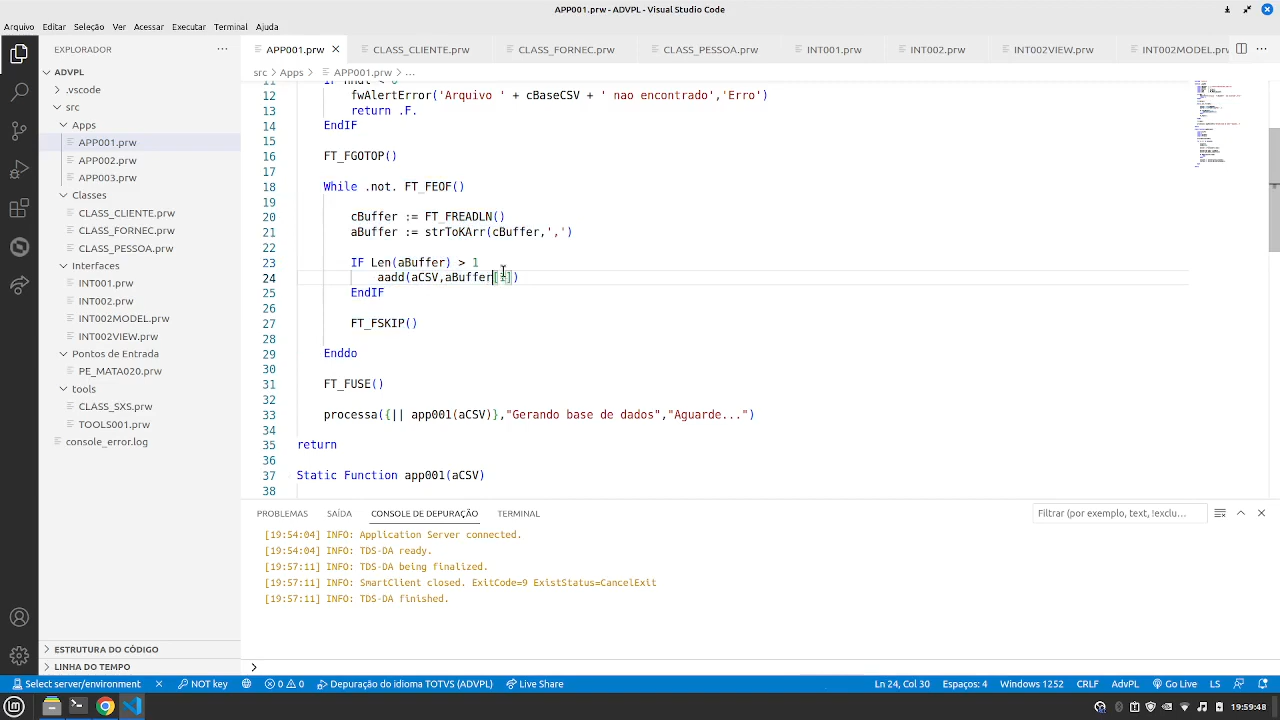 APP001.prw - ADVPL - Visual Studio Code
Arquivo Editar Seleção Ver Acessar Executar Terminal Ajuda
EXPLORADOR
APP001.prw
CLASS_CLIENTE.prw
CLASS_FORNEC.prw
CLASS_PESSOA.prw
INT001.prw
INT002.prw
INT002VIEW.prw
INT002MODEL.prw
src > Apps > APP001.prw > ...
ADVPL
.vscode
src
Apps
APP001.prw
APP002.prw
APP003.prw
Classes
CLASS_CLIENTE.prw
CLASS_FORNEC.prw
CLASS_PESSOA.prw
Interfaces
INT001.prw
INT002.prw
INT002MODEL.prw
INT002VIEW.prw
Pontos de Entrada
PE_MATA020.prw
tools
CLASS_SXS.prw
TOOLS001.prw
console_error.log
ESTRUTURA DO CÓDIGO
LINHA DO TEMPO
12 fwAlertError('Arquivo ' + cBaseCSV + ' nao encontrado','Erro')
13 return .F.
14 EndIF
15
16 FT_FGOTOP()
17
18 While .not. FT_FEOF()
19
20 cBuffer := FT_FREADLN()
21 aBuffer := strToKArr(cBuffer,',')
22
23 IF Len(aBuffer) > 1
24 aadd(aCSV,aBuffer[1])
25 EndIF
26
27 FT_FSKIP()
28
29 Enddo
30
31 FT_FUSE()
32
33 processa({|| app001(aCSV)},"Gerando base de dados","Aguarde...")
34
35 return
36
37 Static Function app001(aCSV)
38
PROBLEMAS SAÍDA CONSOLE DE DEPURAÇÃO TERMINAL
Filtrar (por exemplo, text, !exclu...
[19:54:04] INFO: Application Server connected.
[19:54:04] INFO: TDS-DA ready.
[19:57:11] INFO: TDS-DA being finalized.
[19:57:11] INFO: SmartClient closed. ExitCode=9 ExistStatus=CancelExit
[19:57:11] INFO: TDS-DA finished.
>
Select server/environment NOT key 0 0 Depuração do idioma TOTVS (ADVPL) Live Share Ln 24, Col 30 Espaços: 4 Windows 1252 CRLF AdvPL Go Live LS
19:59:48